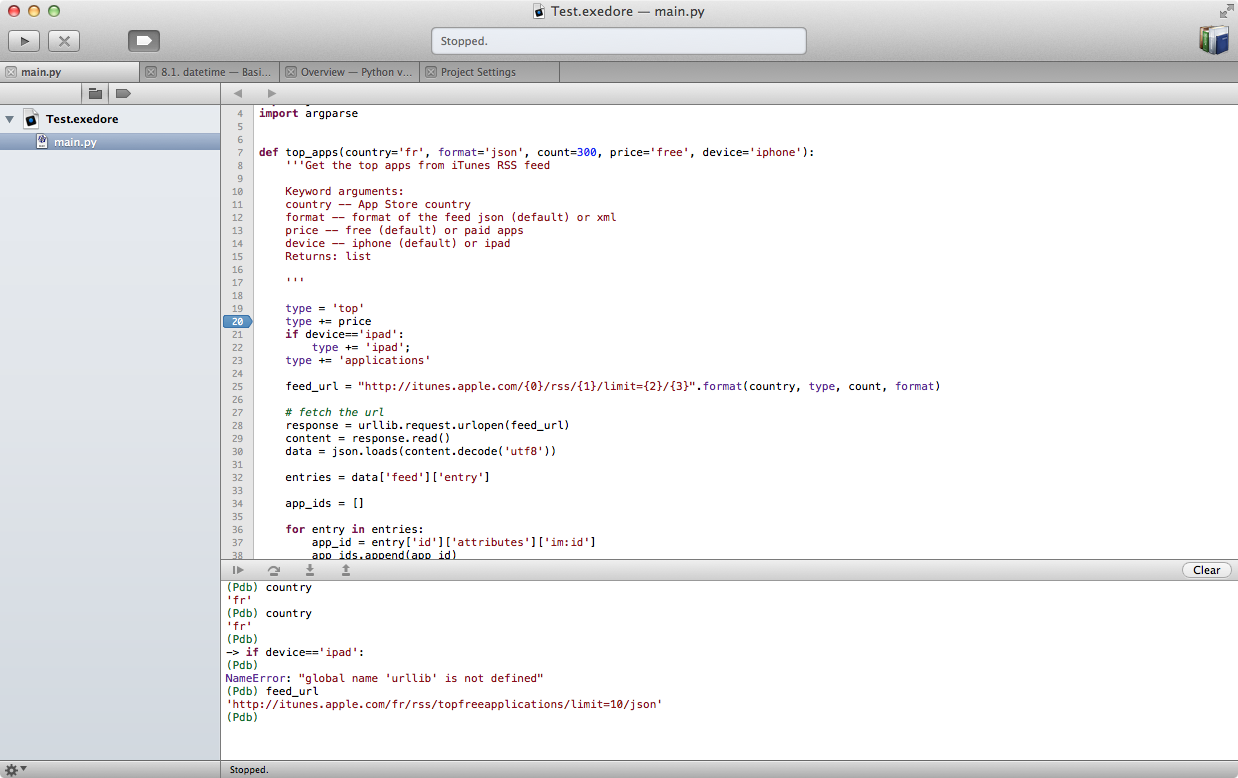 Test.exedore — main.py
Stopped.
main.py
8.1. datetime — Basi...
Overview — Python v...
Project Settings
Test.exedore
main.py
4 import argparse
5
6
7 def top_apps(country='fr', format='json', count=300, price='free', device='iphone'):
8 '''Get the top apps from iTunes RSS feed
9
10 Keyword arguments:
11 country -- App Store country
12 format -- format of the feed json (default) or xml
13 price -- free (default) or paid apps
14 device -- iphone (default) or ipad
15 Returns: list
16
17 '''
18
19 type = 'top'
20 type += price
21 if device=='ipad':
22 type += 'ipad';
23 type += 'applications'
24
25 feed_url = "http://itunes.apple.com/{0}/rss/{1}/limit={2}/{3}".format(country, type, count, format)
26
27 # fetch the url
28 response = urllib.request.urlopen(feed_url)
29 content = response.read()
30 data = json.loads(content.decode('utf8'))
31
32 entries = data['feed']['entry']
33
34 app_ids = []
35
36 for entry in entries:
37 app_id = entry['id']['attributes']['im:id']
38 app_ids.append(app_id)
Clear
(Pdb) country
'fr'
(Pdb) country
'fr'
(Pdb)
-> if device=='ipad':
(Pdb)
NameError: "global name 'urllib' is not defined"
(Pdb) feed_url
'http://itunes.apple.com/fr/rss/topfreeapplications/limit=10/json'
(Pdb)
Stopped.